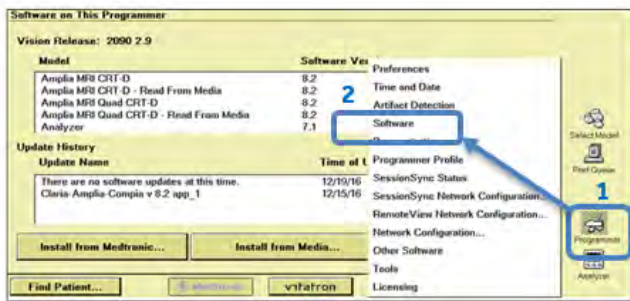 Software on This Programmer
Vision Release: 2090 2.9
Model Software Ver
Amplia MRI CRT-D 8.2
Amplia MRI CRT-D - Read From Media 8.2
Amplia MRI Quad CRT-D 8.2
Amplia MRI Quad CRT-D - Read From Media 8.2
Analyzer 7.1
Update History
Update Name Time of U
There are no software updates at this time. 12/19/16
Claria-Amplia-Compia v 8.2 app_1 12/15/16
Install from Medtronic... Install from Media...
Find Patient... Medtronic vitatron
Preferences
Time and Date
Artifact Detection
2
Software
Programmer Profile
SessionSync Status
SessionSync Network Configuration...
RemoteView Network Configuration...
Network Configuration...
Other Software
Tools
Licensing
Select Model
Print Queue
1
Programmer
Analyzer